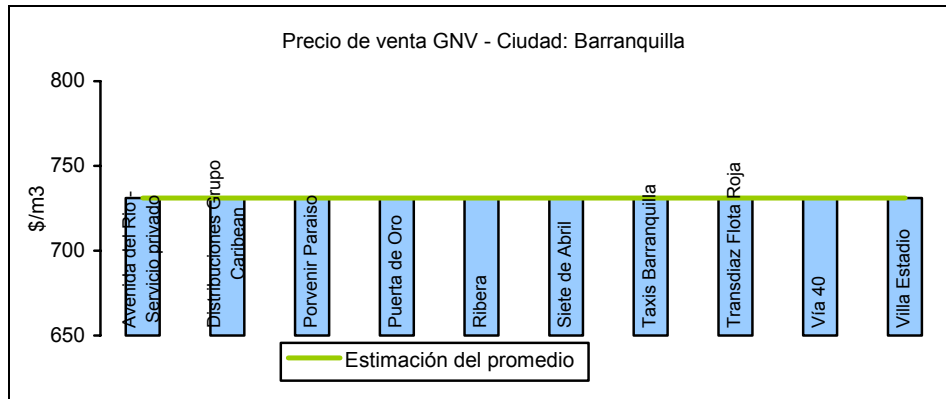 Precio de venta GNV - Ciudad: Barranquilla
800
750
700
650
$/m3
Avenida del Rio -
Servicio privado
Distribuciones Grupo
Caribean
Porvenir Paraiso
Puerta de Oro
Ribera
Siete de Abril
Taxis Barranquilla
Transdiaz Flota Roja
Vía 40
Villa Estadio
Estimación del promedio